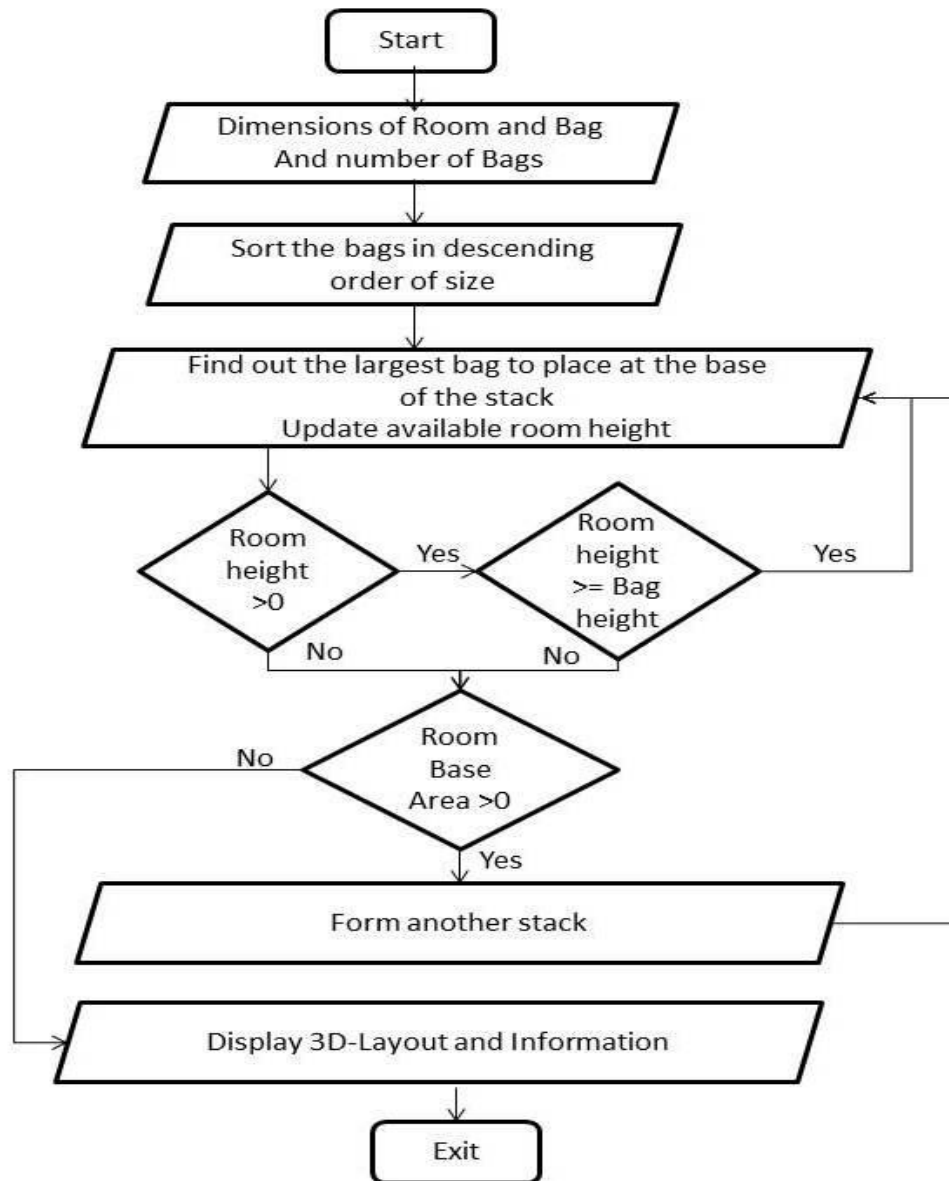 Start
Dimensions of Room and Bag
And number of Bags
Sort the bags in descending
order of size
Find out the largest bag to place at the base
of the stack
Update available room height
Room
height
>0
Yes
Room
height
>= Bag
height
Yes
No
No
Room
Base
Area >0
No
Yes
Form another stack
Display 3D-Layout and Information
Exit